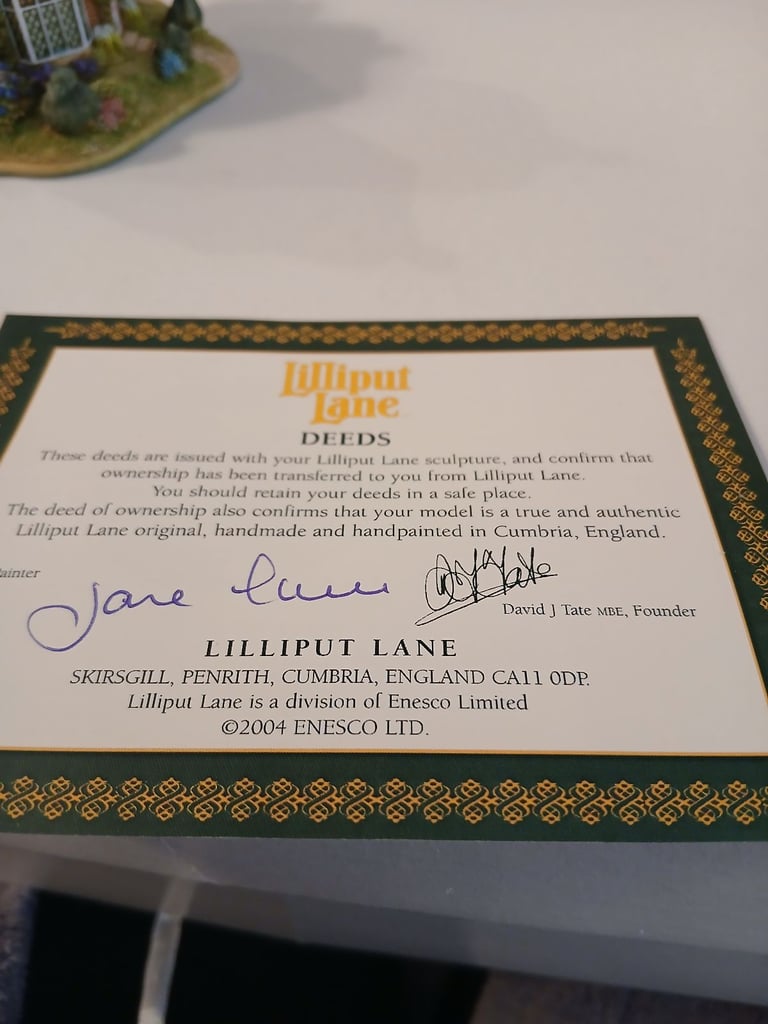 Lilliput
Lane
DEEDS
These deeds are issued with your Lilliput Lane sculpture, and confirm that
ownership has been transferred to you from Lilliput Lane.
You should retain your deeds in a safe place.
The deed of ownership also confirms that your model is a true and authentic
Lilliput Lane original, handmade and handpainted in Cumbria, England.
ainter
Jane
David J Tate MBE, Founder
LILLIPUT LANE
SKIRSGILL, PENRITH, CUMBRIA, ENGLAND CA11 0DP.
Lilliput Lane is a division of Enesco Limited
©2004 ENESCO LTD.